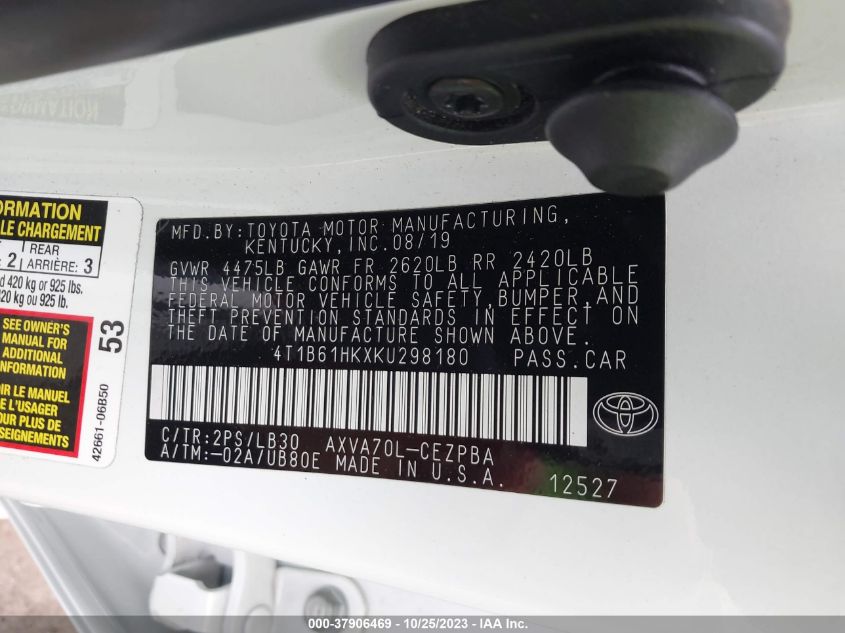 ORMATION
LE CHARGEMENT
: 2 REAR ARRIÈRE: 3
d 420 kg or 925 lbs.
420 kg ou 925 lb.
SEE OWNER'S
MANUAL FOR
ADDITIONAL
INFORMATION
IR LE MANUEL
E L'USAGER
POUR PLUS DE
SEIGNEMENTS
53
42661-06B50
MFD.BY:TOYOTA MOTOR MANUFACTURING,
KENTUCKY,INC.08/19
GVWR 4475LB GAWR FR 2620LB RR 2420LB
THIS VEHICLE CONFORMS TO ALL APPLICABLE
FEDERAL MOTOR VEHICLE SAFETY,BUMPER,AND
THEFT PREVENTION STANDARDS IN EFFECT ON
THE DATE OF MANUFACTURE SHOWN ABOVE.
4T1B61HKXKU298180 PASS.CAR
C/TR:2PS/LB30 AXVA70L-CEZPBA
A/TM:-02A/UB80E MADE IN U.S.A.
12527
000-37906469 - 10/25/2023 - www.iaai.com